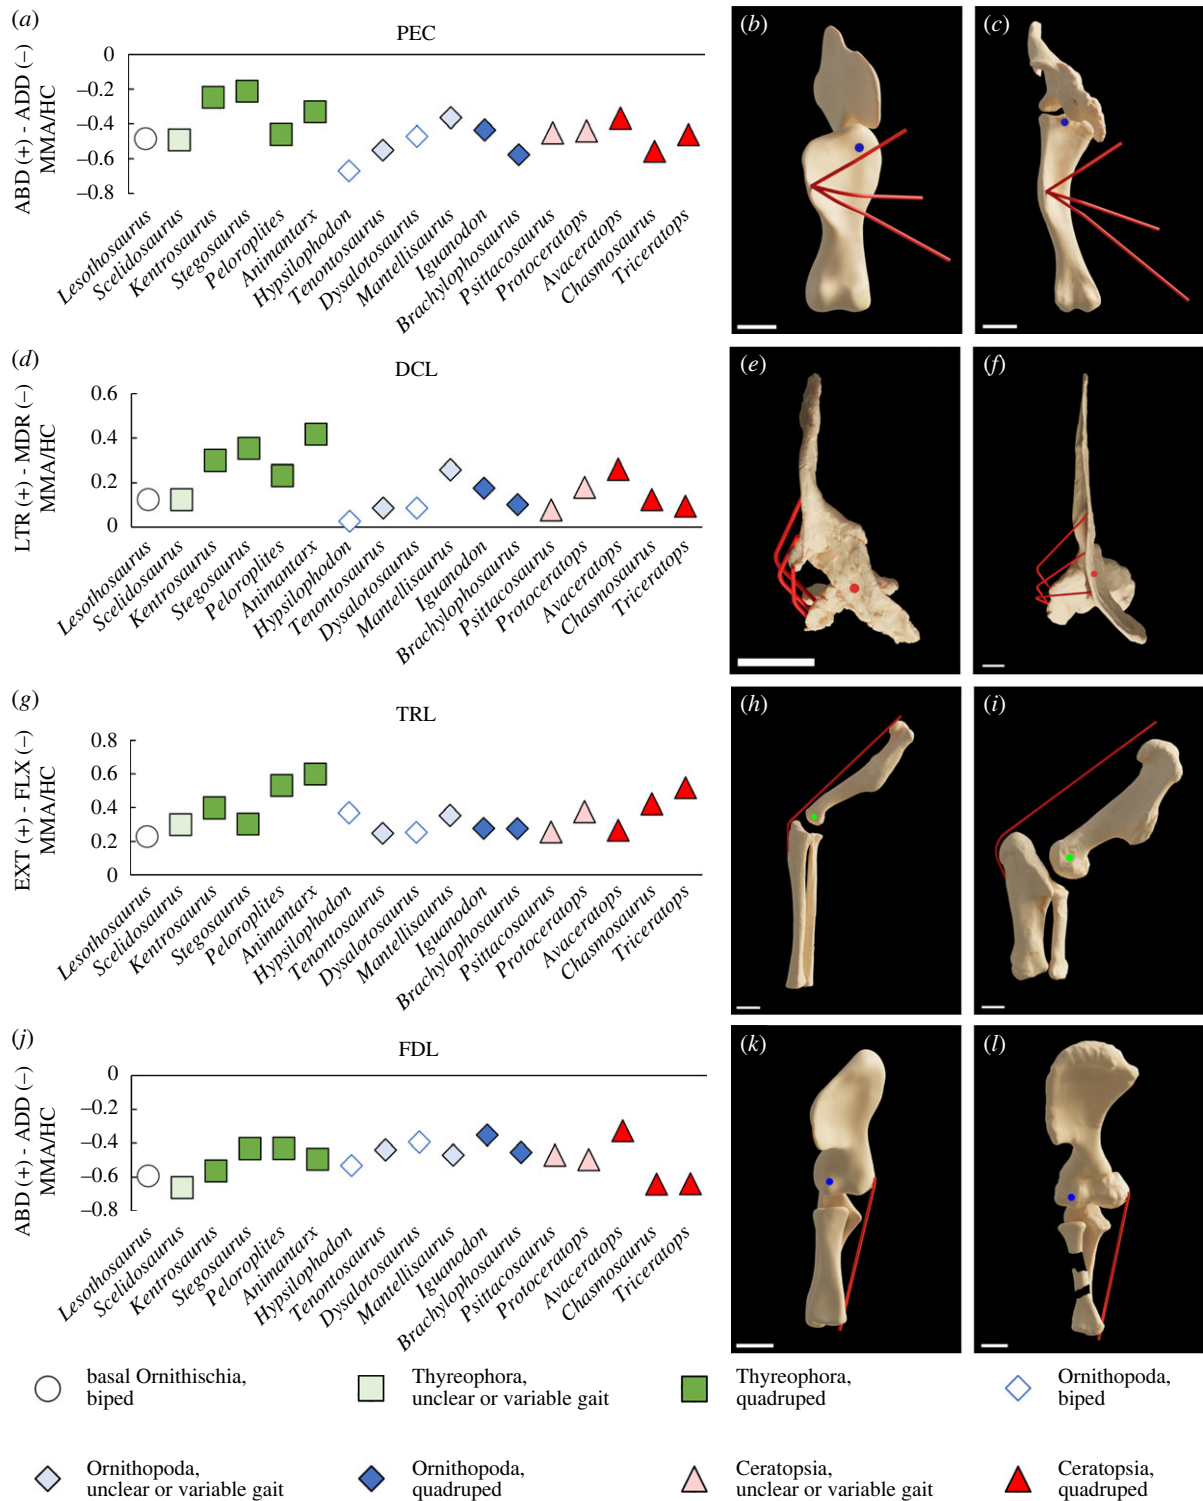 (a)
PEC
ABD (+) - ADD (–)
MMA/HC
0
–0.2
–0.4
–0.6
–0.8
Lesothosaurus
Scelidosaurus
Kentrosaurus
Stegosaurus
Peloroplites
Animantarx
Hypsilophodon
Tenontosaurus
Dysalotosaurus
Mantellisaurus
Iguanodon
Brachylophosaurus
Psittacosaurus
Protoceratops
Avaceratops
Chasmosaurus
Triceratops
(b)
(c)
(d)
DCL
LTR (+) - MDR (–)
MMA/HC
0.6
0.4
0.2
0
Lesothosaurus
Scelidosaurus
Kentrosaurus
Stegosaurus
Peloroplites
Animantarx
Hypsilophodon
Tenontosaurus
Dysalotosaurus
Mantellisaurus
Iguanodon
Brachylophosaurus
Psittacosaurus
Protoceratops
Avaceratops
Chasmosaurus
Triceratops
(e)
(f)
(g)
TRL
EXT (+) - FLX (–)
MMA/HC
0.8
0.6
0.4
0.2
0
Lesothosaurus
Scelidosaurus
Kentrosaurus
Stegosaurus
Peloroplites
Animantarx
Hypsilophodon
Tenontosaurus
Dysalotosaurus
Mantellisaurus
Iguanodon
Brachylophosaurus
Psittacosaurus
Protoceratops
Avaceratops
Chasmosaurus
Triceratops
(h)
(i)
(j)
FDL
ABD (+) - ADD (–)
MMA/HC
0
–0.2
–0.4
–0.6
–0.8
Lesothosaurus
Scelidosaurus
Kentrosaurus
Stegosaurus
Peloroplites
Animantarx
Hypsilophodon
Tenontosaurus
Dysalotosaurus
Mantellisaurus
Iguanodon
Brachylophosaurus
Psittacosaurus
Protoceratops
Avaceratops
Chasmosaurus
Triceratops
(k)
(l)
basal Ornithischia,
biped
Thyreophora,
unclear or variable gait
Thyreophora,
quadruped
Ornithopoda,
biped
Ornithopoda,
unclear or variable gait
Ornithopoda,
quadruped
Ceratopsia,
unclear or variable gait
Ceratopsia,
quadruped